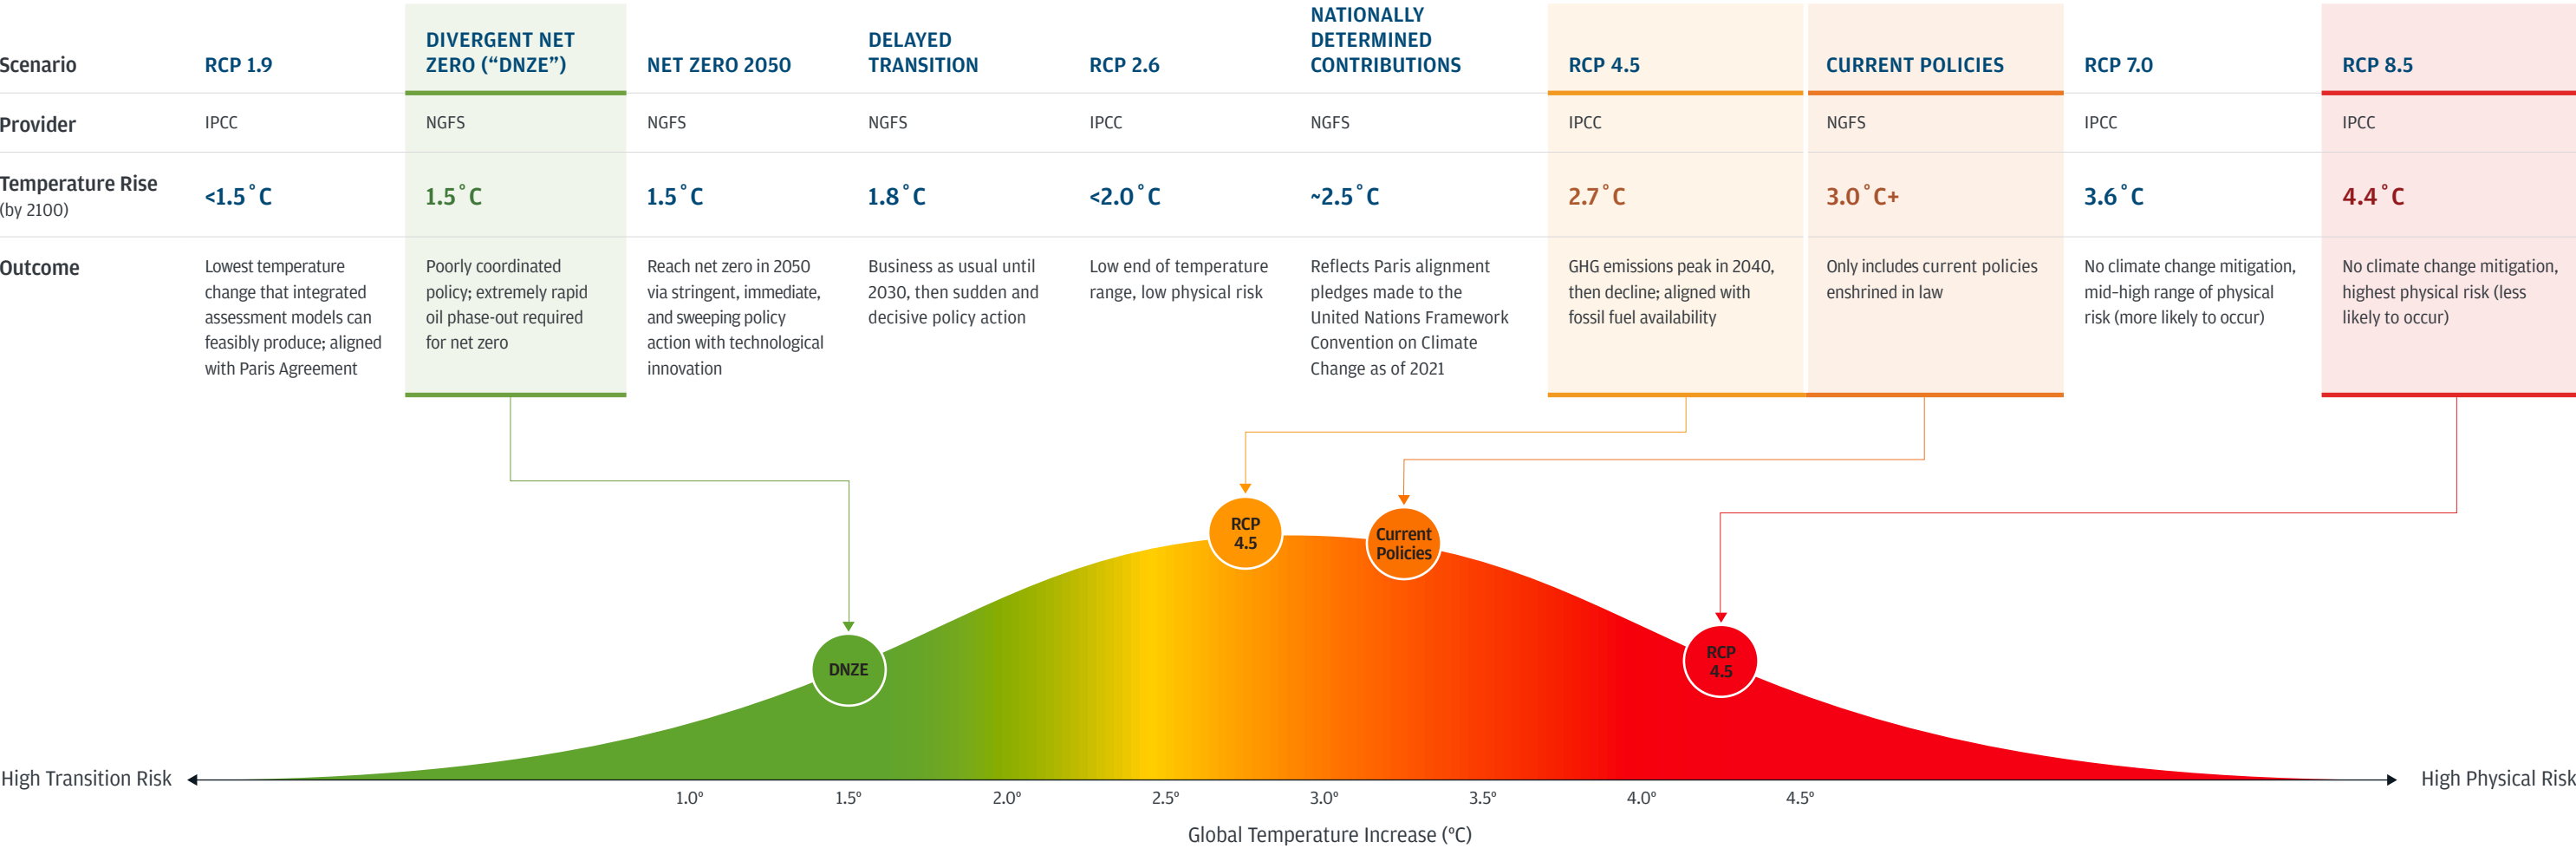 Scenario
RCP 1.9
DIVERGENT NET
ZERO (“DNZE”)
NET ZERO 2050
DELAYED
TRANSITION
RCP 2.6
NATIONALLY
DETERMINED
CONTRIBUTIONS
RCP 4.5
CURRENT POLICIES
RCP 7.0
RCP 8.5
Provider
IPCC
NGFS
NGFS
NGFS
IPCC
NGFS
IPCC
NGFS
IPCC
IPCC
Temperature Rise
(by 2100)
<1.5˚C
1.5˚C
1.5˚C
1.8˚C
<2.0˚C
~2.5˚C
2.7˚C
3.0˚C+
3.6˚C
4.4˚C
Outcome
Lowest temperature
change that integrated
assessment models can
feasibly produce; aligned
with Paris Agreement
Poorly coordinated
policy; extremely rapid
oil phase-out required
for net zero
Reach net zero in 2050
via stringent, immediate,
and sweeping policy
action with technological
innovation
Business as usual until
2030, then sudden and
decisive policy action
Low end of temperature
range, low physical risk
Reflects Paris alignment
pledges made to the
United Nations Framework
Convention on Climate
Change as of 2021
GHG emissions peak in 2040,
then decline; aligned with
fossil fuel availability
Only includes current policies
enshrined in law
No climate change mitigation,
mid-high range of physical
risk (more likely to occur)
No climate change mitigation,
highest physical risk (less
likely to occur)
RCP
4.5
Current
Policies
DNZE
RCP
4.5
High Transition Risk
High Physical Risk
1.0º
1.5º
2.0º
2.5º
3.0º
3.5º
4.0º
4.5º
Global Temperature Increase (ºC)